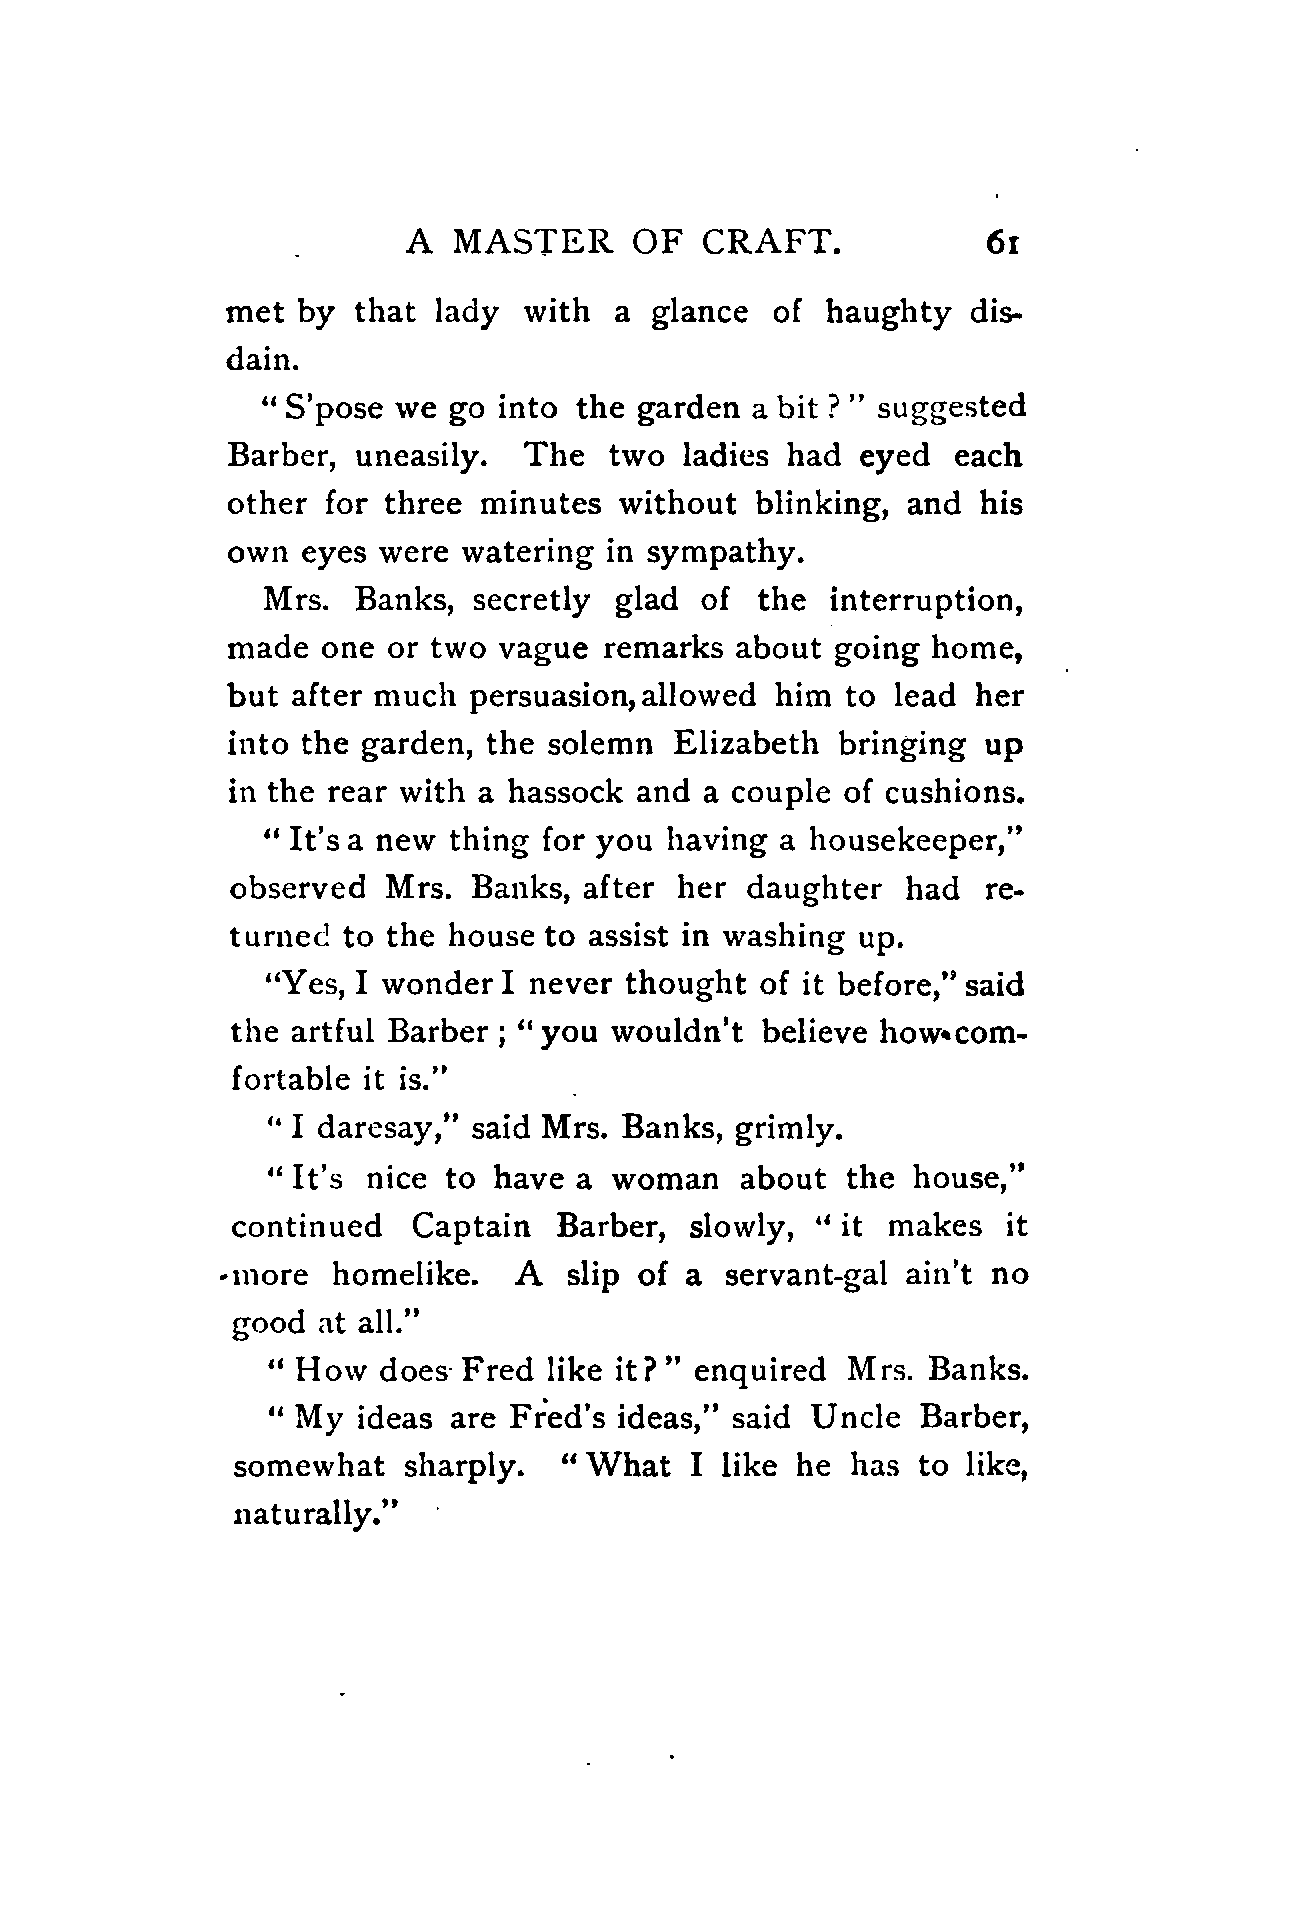 A MASTER OF CRAFT. 61
met by that lady with a glance of haughty dis-
dain.
"S'pose we go into the garden a bit?" suggested
Barber, uneasily. The two ladies had eyed each
other for three minutes without blinking, and his
own eyes were watering in sympathy.
Mrs. Banks, secretly glad of the interruption,
made one or two vague remarks about going home,
but after much persuasion, allowed him to lead her
into the garden, the solemn Elizabeth bringing up
in the rear with a hassock and a couple of cushions.
"It's a new thing for you having a housekeeper,"
observed Mrs. Banks, after her daughter had re-
turned to the house to assist in washing up.
"Yes, I wonder I never thought of it before," said
the artful Barber; "you wouldn't believe how com-
fortable it is."
"I daresay," said Mrs. Banks, grimly.
"It's nice to have a woman about the house,"
continued Captain Barber, slowly, "it makes it
more homelike. A slip of a servant-gal ain't no
good at all."
"How does Fred like it?" enquired Mrs. Banks.
"My ideas are Fred's ideas," said Uncle Barber,
somewhat sharply. "What I like he has to like,
naturally."